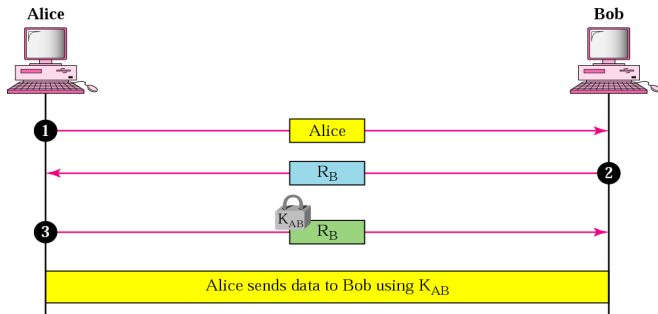 Alice
Bob
1
Alice
R_B
2
K_AB
3
R_B
Alice sends data to Bob using K_AB